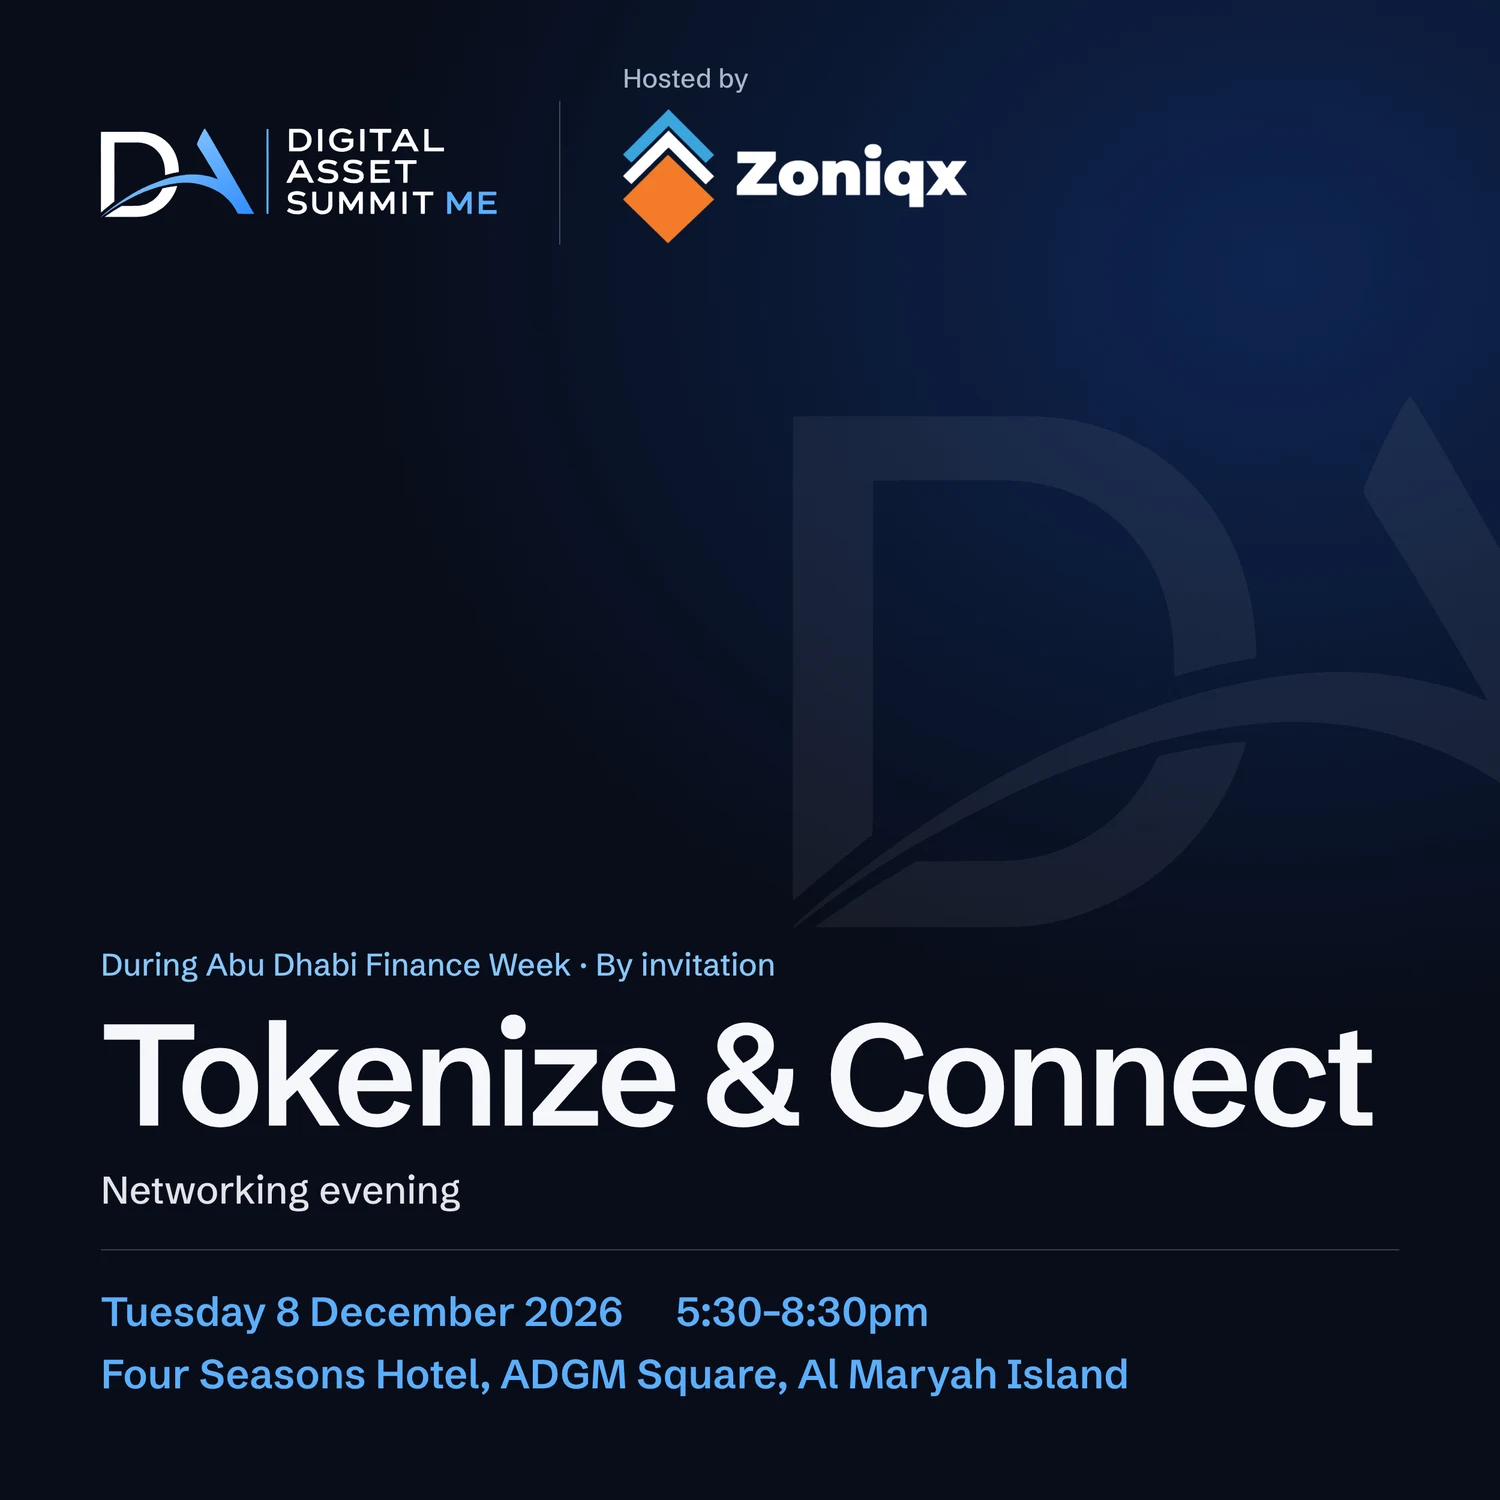 Hosted by
DA
DIGITAL
ASSET
SUMMIT ME
Zoniqx
During Abu Dhabi Finance Week · By invitation
Tokenize & Connect
Networking evening
Tuesday 8 December 2026 5:30–8:30pm
Four Seasons Hotel, ADGM Square, Al Maryah Island